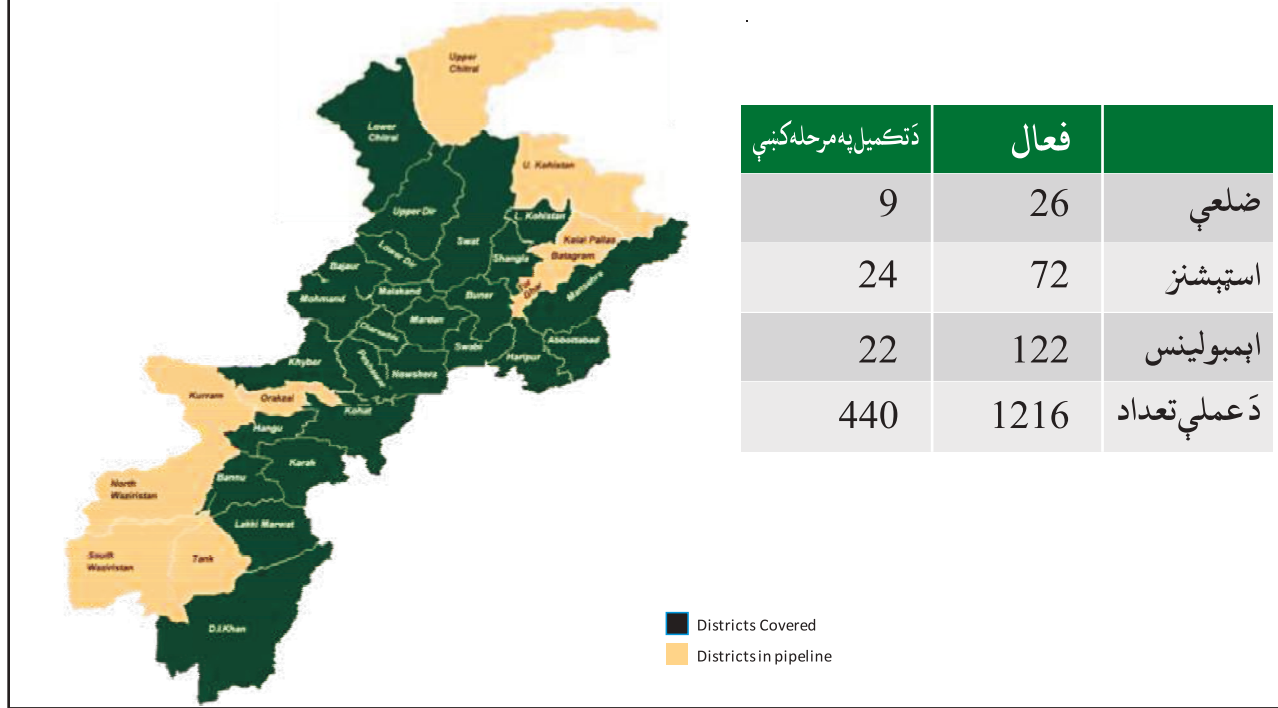 Upper
Chitral
Lower
Chitral
U. Kohistan
Upper Dir
L. Kohistan
Swat
Kolai Pallas
Lower Dir
Shangla
Batagram
Bajaur
Tor
Ghar
Mansehra
Malakand
Buner
Mohmand
Mardan
Charsadda
Swabi
Abbottabad
Haripur
Khyber
Peshawar
Nowshera
Kurram
Orakzai
Kohat
Hangu
Karak
Bannu
North
Waziristan
Lakki Marwat
South
Waziristan
Tank
D.I.Khan
Districts Covered
Districts in pipeline
فعال دَ تکمیل په مرحله کښې
ضلعې 26 9
اسټېشنز 72 24
اېمبولینس 122 22
دَ عملې تعداد 1216 440